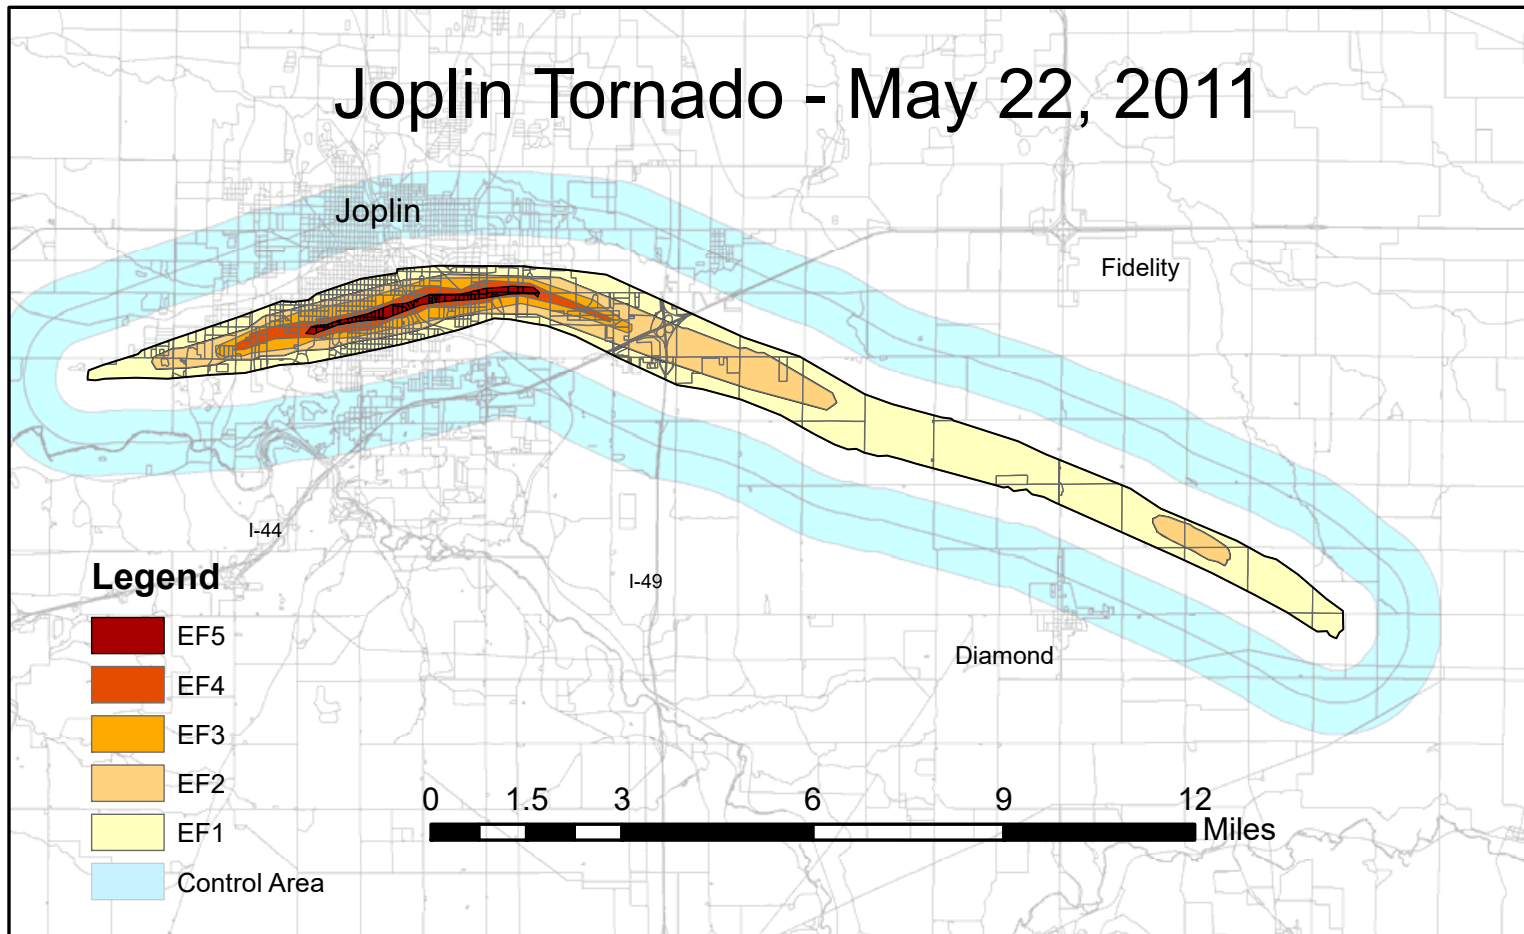 Joplin Tornado - May 22, 2011
Joplin
Fidelity
I-44
I-49
Diamond
Legend
EF5
EF4
EF3
EF2
EF1
Control Area
0 1.5 3 6 9 12
Miles